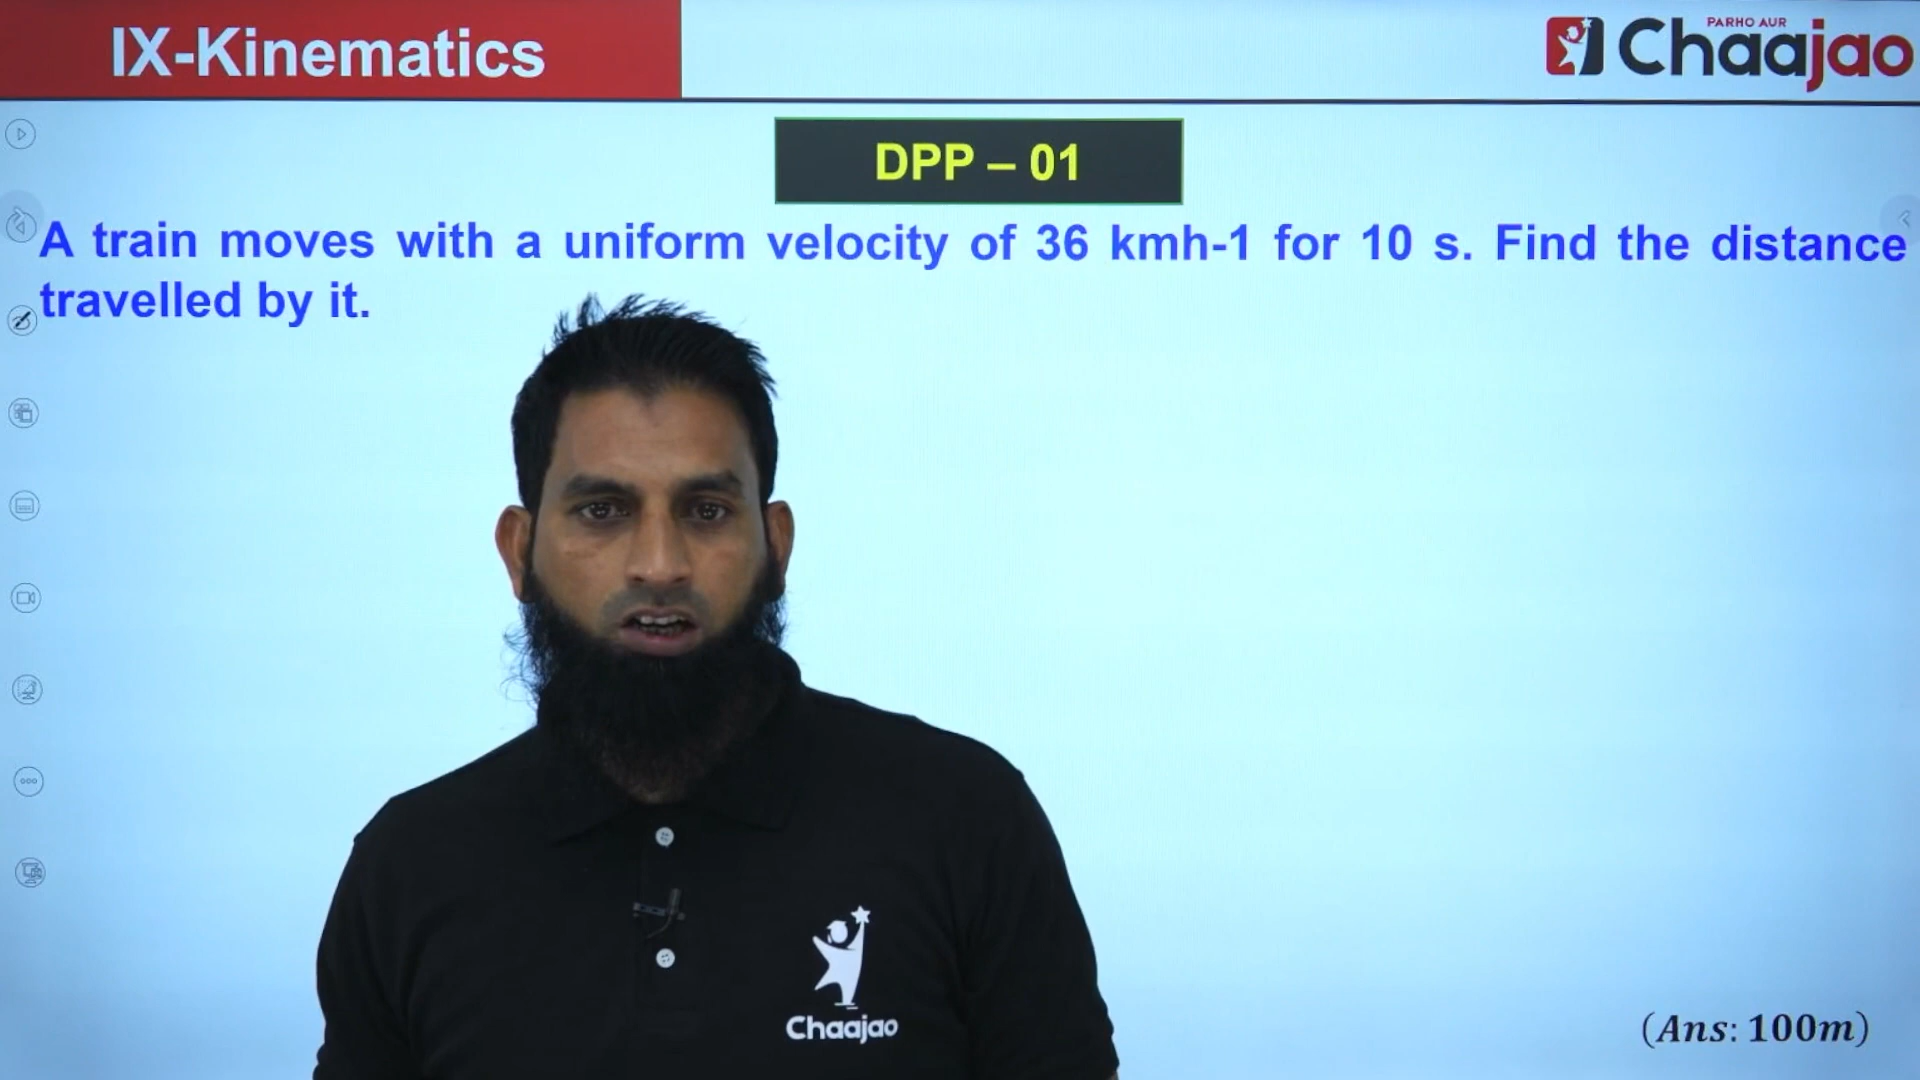 IX-Kinematics
PARHO AUR
Chaajao
DPP – 01
A train moves with a uniform velocity of 36 kmh-1 for 10 s. Find the distance
travelled by it.
Chaajao
(Ans: 100m)